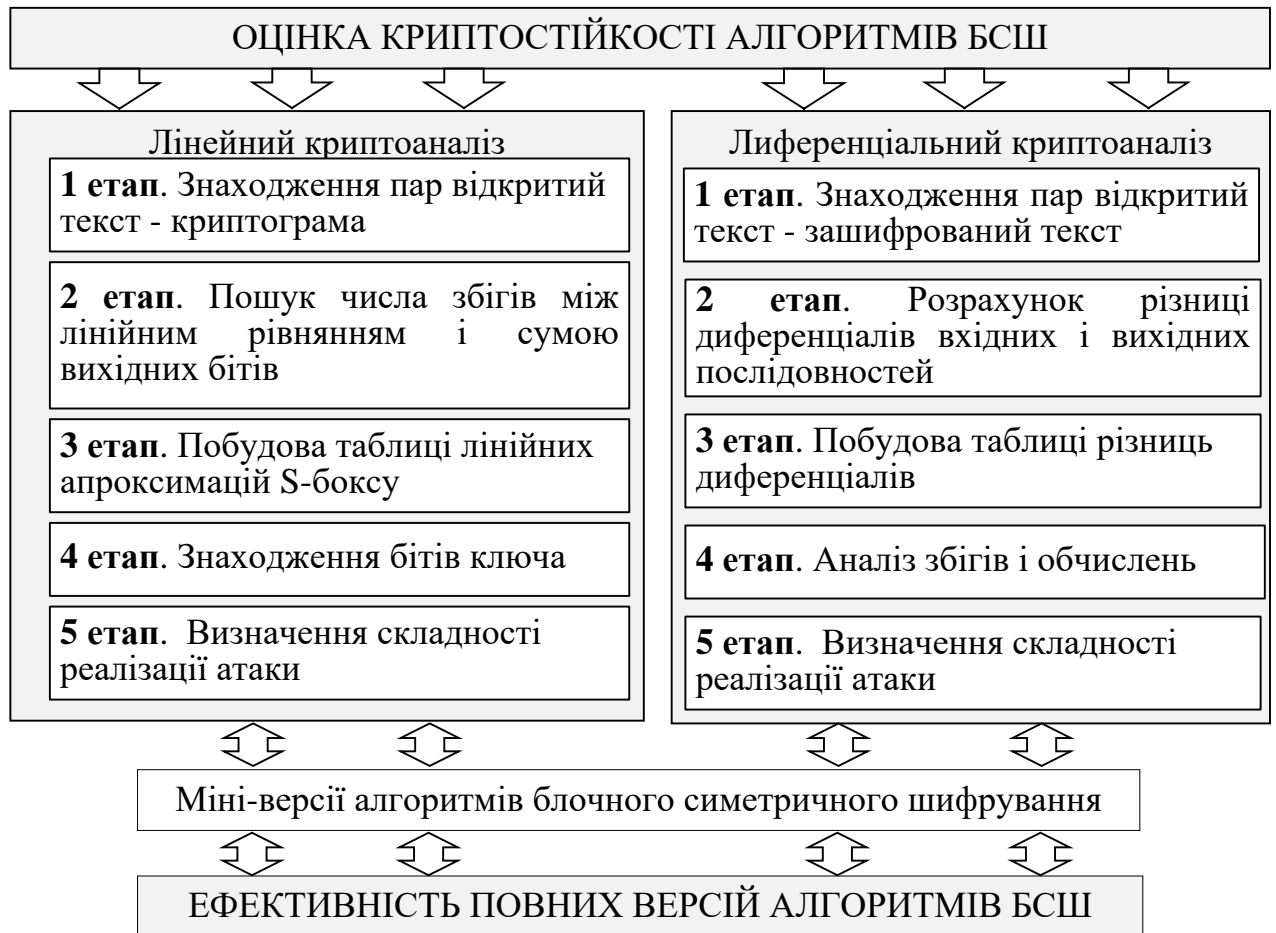 ОЦІНКА КРИПТОСТІЙКОСТІ АЛГОРИТМІВ БСШ
Лінейний криптоаналіз
1 етап. Знаходження пар відкритий
текст - криптограма
2 етап. Пошук числа збігів між
лінійним рівнянням і сумою
вихідних бітів
3 етап. Побудова таблиці лінійних
апроксимацій S-боксу
4 етап. Знаходження бітів ключа
5 етап. Визначення складності
реалізації атаки
Лиференціальний криптоаналіз
1 етап. Знаходження пар відкритий
текст - зашифрований текст
2 етап. Розрахунок різниці
диференціалів вхідних і вихідних
послідовностей
3 етап. Побудова таблиці різниць
диференціалів
4 етап. Аналіз збігів і обчислень
5 етап. Визначення складності
реалізації атаки
Міні-версії алгоритмів блочного симетричного шифрування
ЕФЕКТИВНІСТЬ ПОВНИХ ВЕРСІЙ АЛГОРИТМІВ БСШ